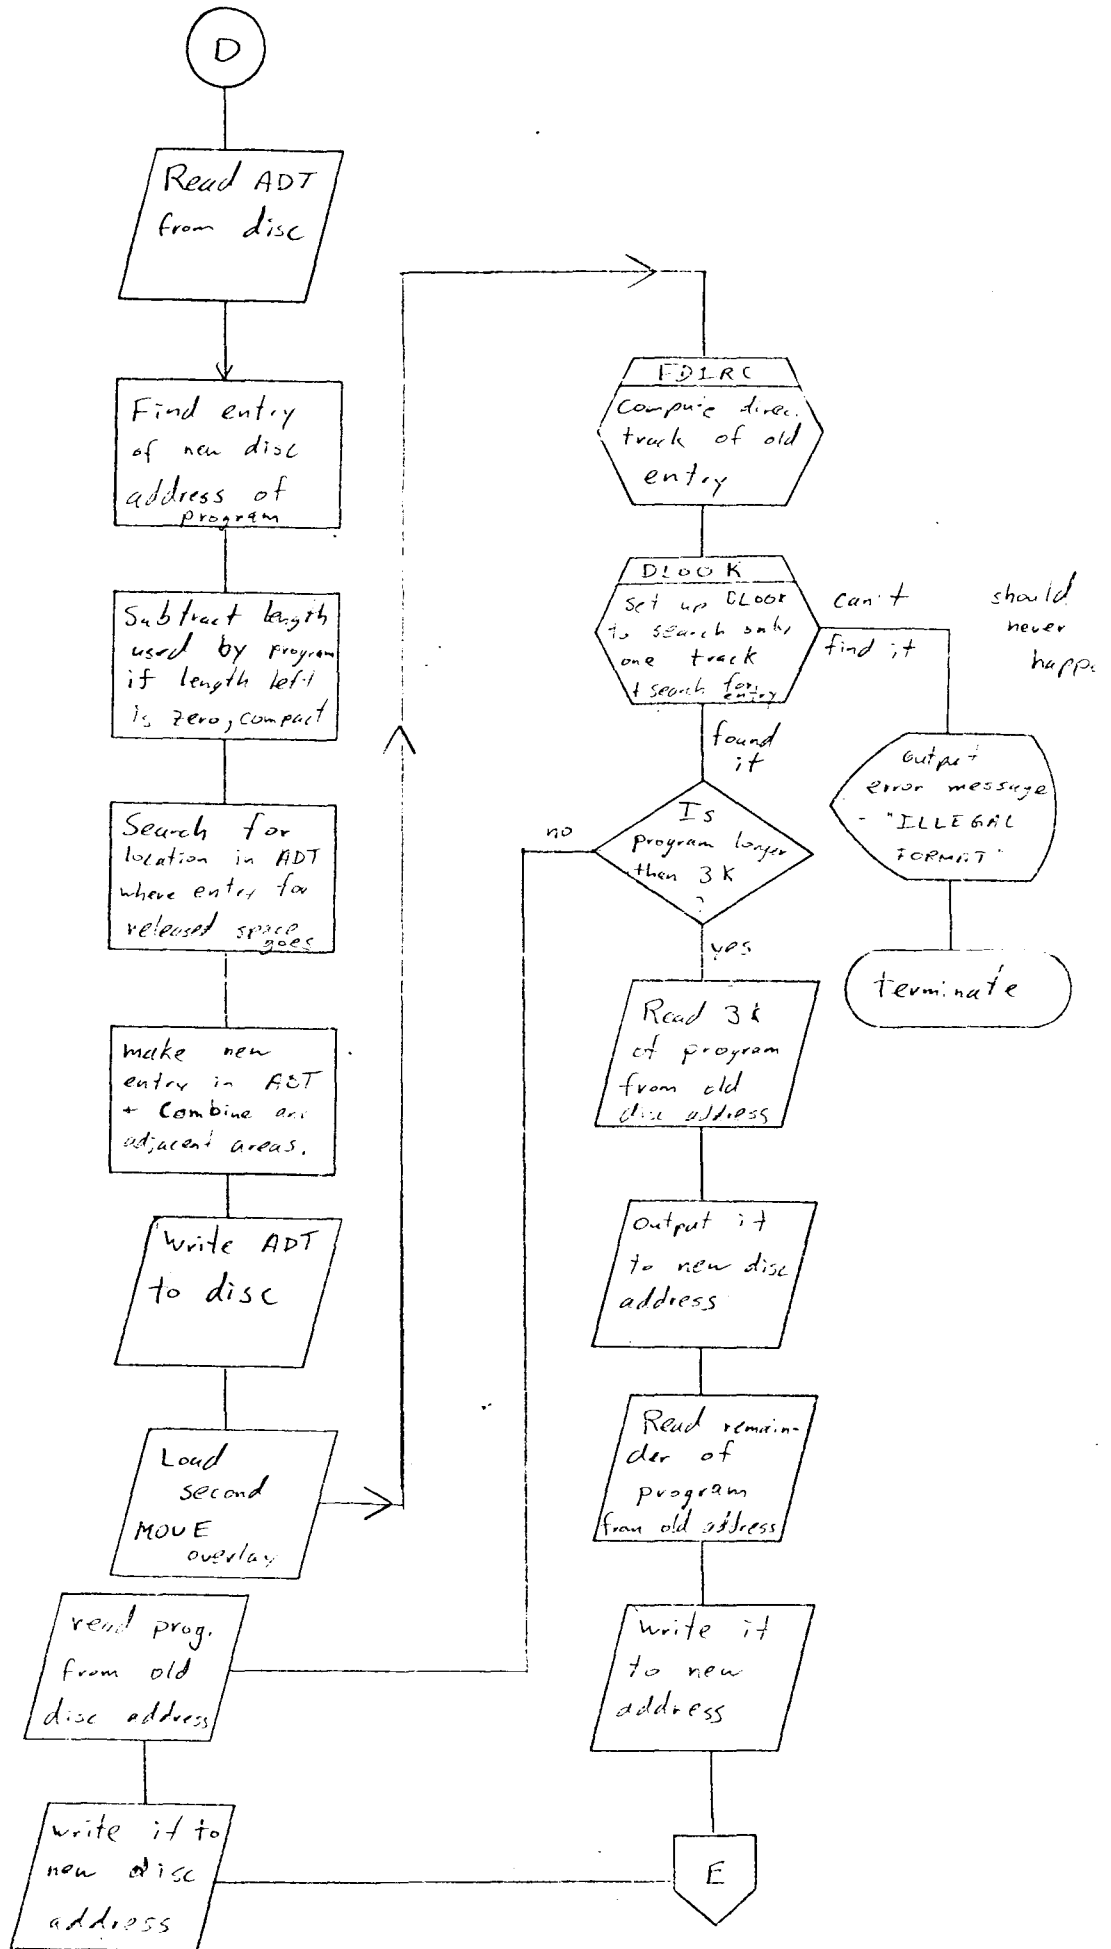 D
Read ADT
from disc
Find entry
of new disc
address of
program
Subtract length
used by program
if length left
is zero, compact
Search for
location in ADT
where entry for
released space
goes
make new
entry in ADT
+ combine
adjacent areas.
Write ADT
to disc
Load
second
MOVE
overlay
read prog.
from old
disc address
write it to
new disc
address
FDIRC
Compute direc.
track of old
entry
DLOOK
Set up DLOOK
to search only
one track
+ search for
entry
can't
find it
should
never
found
it
Output
error message
- "ILLEGAL
FORMAT"
terminate
Is
program longer
than 3K
?
no
yes
Read 3K
of program
from old
disc address
Output it
to new disc
address
Read remain-
der of
program
from old address
Write it
to new
address
E